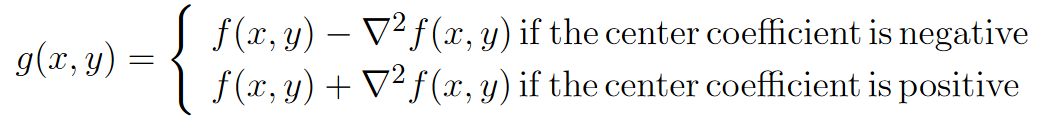 g(x, y) = { f(x, y) − ∇²f(x, y) if the center coefficient is negative
f(x, y) + ∇²f(x, y) if the center coefficient is positive